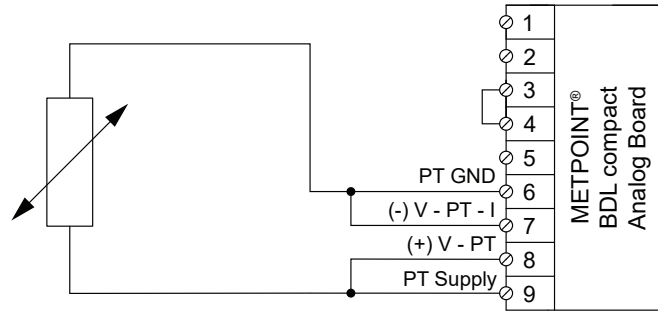 1
2
3
4
5
PT GND 6
(-) V - PT - I 7
(+) V - PT 8
PT Supply 9
METPOINT®
BDL compact
Analog Board